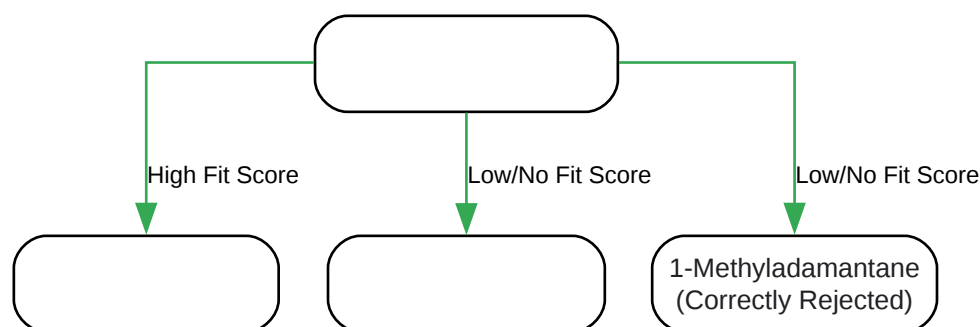 High Fit Score
Low/No Fit Score
Low/No Fit Score
1-Methyladamantane
(Correctly Rejected)